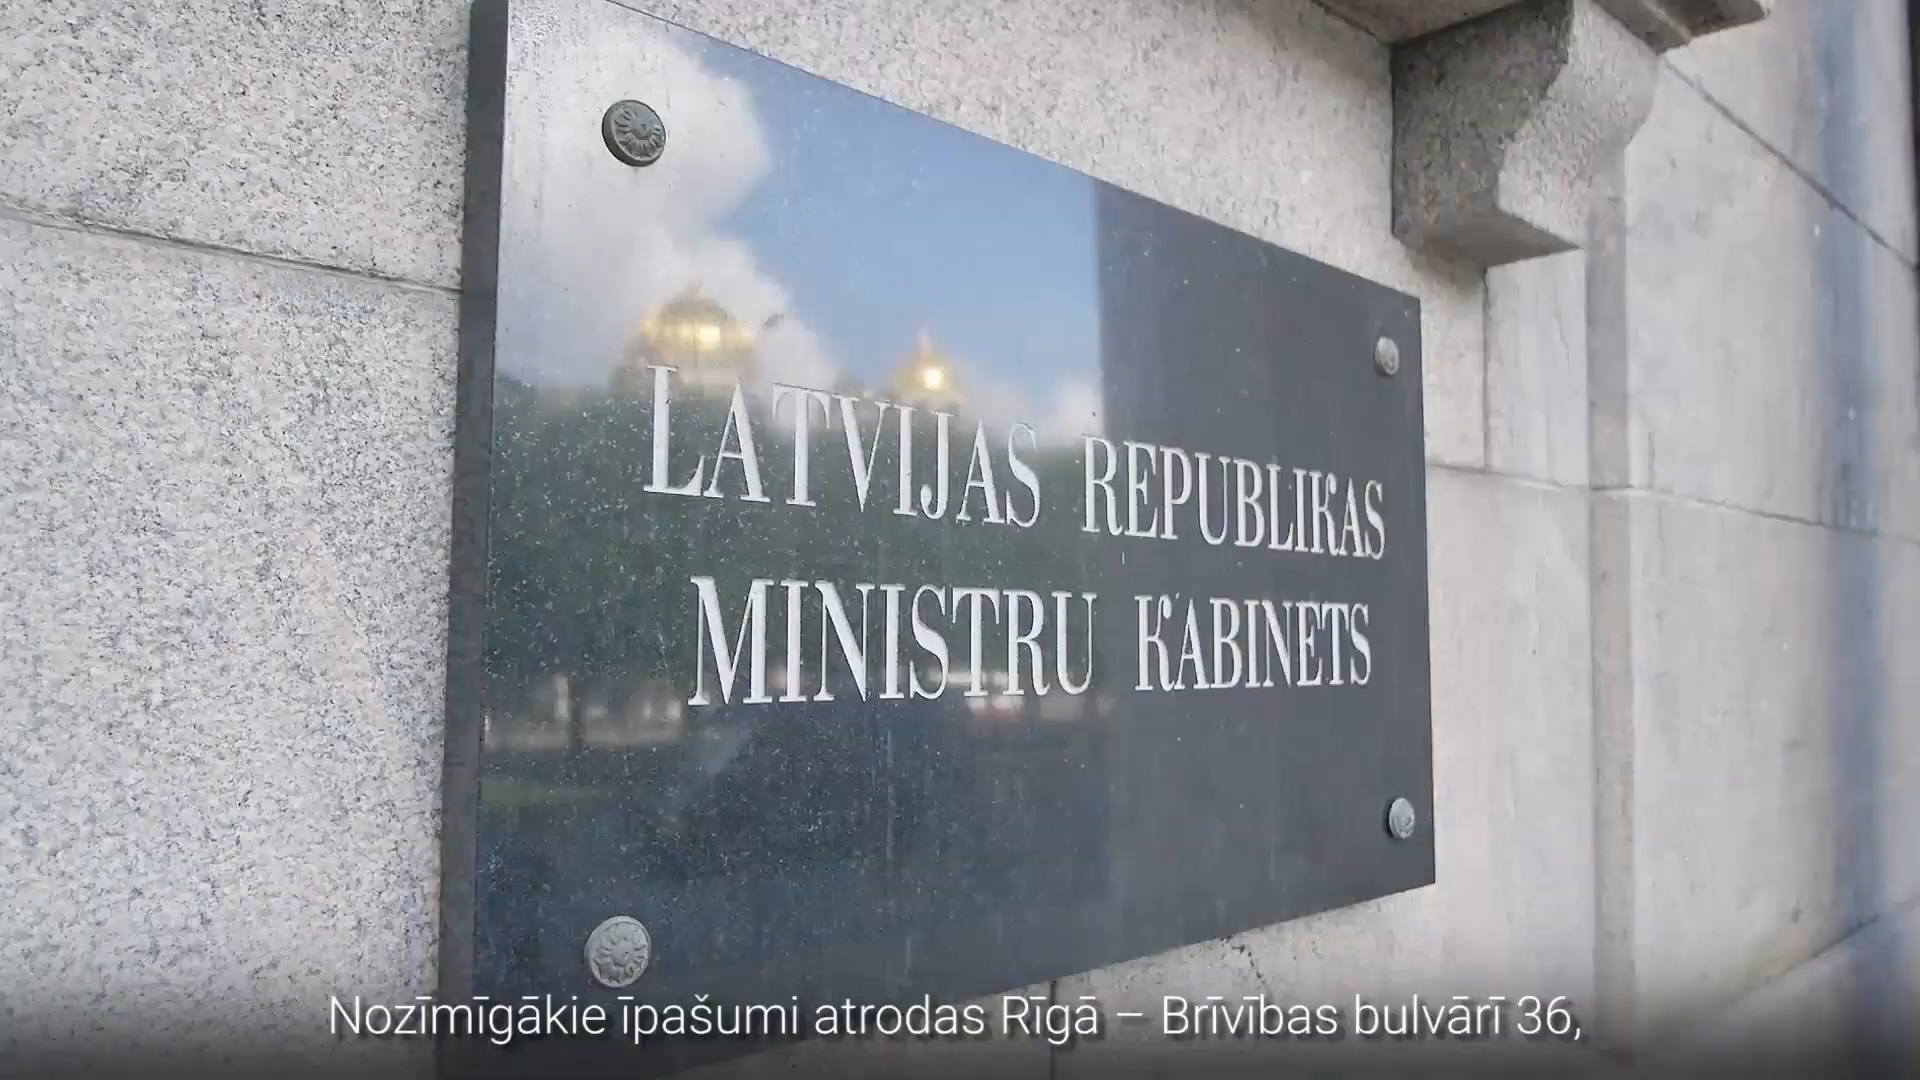 LATVIJAS REPUBLIKAS
MINISTRU KABINETS
Nozīmīgākie īpašumi atrodas Rīgā – Brīvības bulvārī 36,